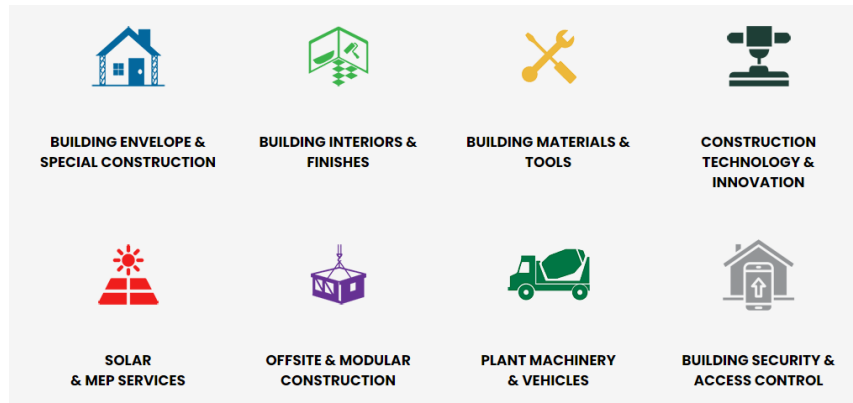 BUILDING ENVELOPE &
SPECIAL CONSTRUCTION
BUILDING INTERIORS &
FINISHES
BUILDING MATERIALS &
TOOLS
CONSTRUCTION
TECHNOLOGY &
INNOVATION
SOLAR
& MEP SERVICES
OFFSITE & MODULAR
CONSTRUCTION
PLANT MACHINERY
& VEHICLES
BUILDING SECURITY &
ACCESS CONTROL